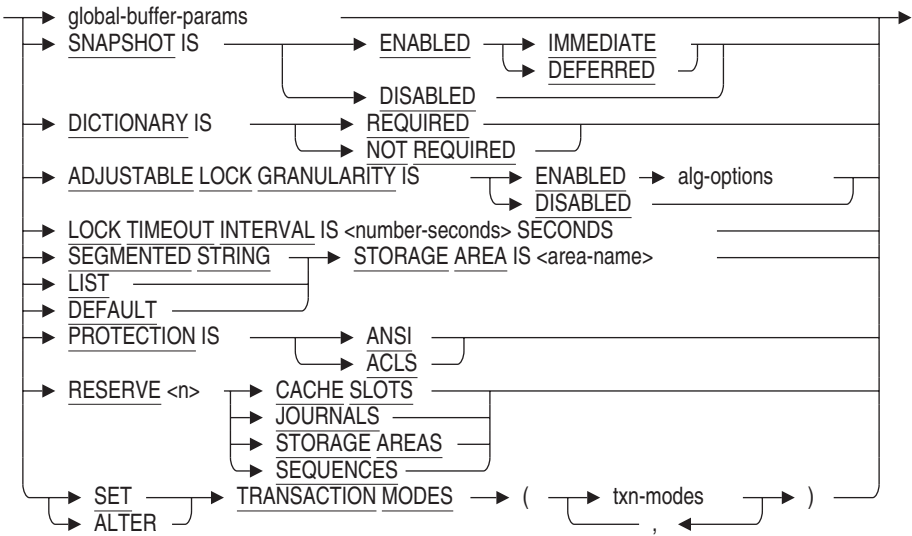 global-buffer-params
SNAPSHOT IS ENABLED IMMEDIATE
DEFERRED
DISABLED
DICTIONARY IS REQUIRED
NOT REQUIRED
ADJUSTABLE LOCK GRANULARITY IS ENABLED alg-options
DISABLED
LOCK TIMEOUT INTERVAL IS <number-seconds> SECONDS
SEGMENTED STRING STORAGE AREA IS <area-name>
LIST
DEFAULT
PROTECTION IS ANSI
ACLS
RESERVE <n> CACHE SLOTS
JOURNALS
STORAGE AREAS
SEQUENCES
SET TRANSACTION MODES ( txn-modes )
ALTER ,